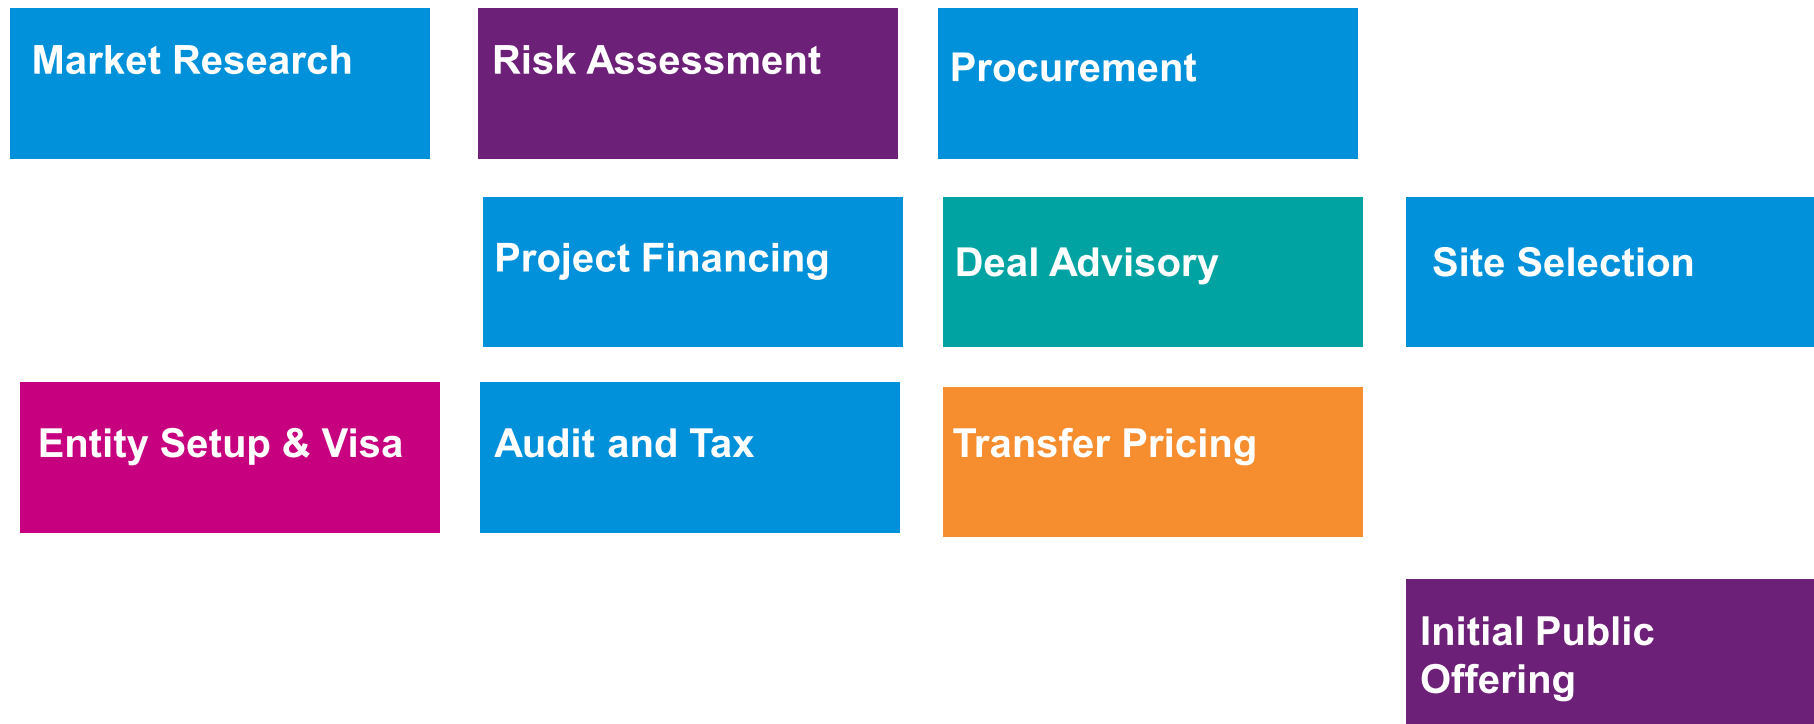 Market Research
Risk Assessment
Procurement
Project Financing
Deal Advisory
Site Selection
Entity Setup & Visa
Audit and Tax
Transfer Pricing
Initial Public
Offering